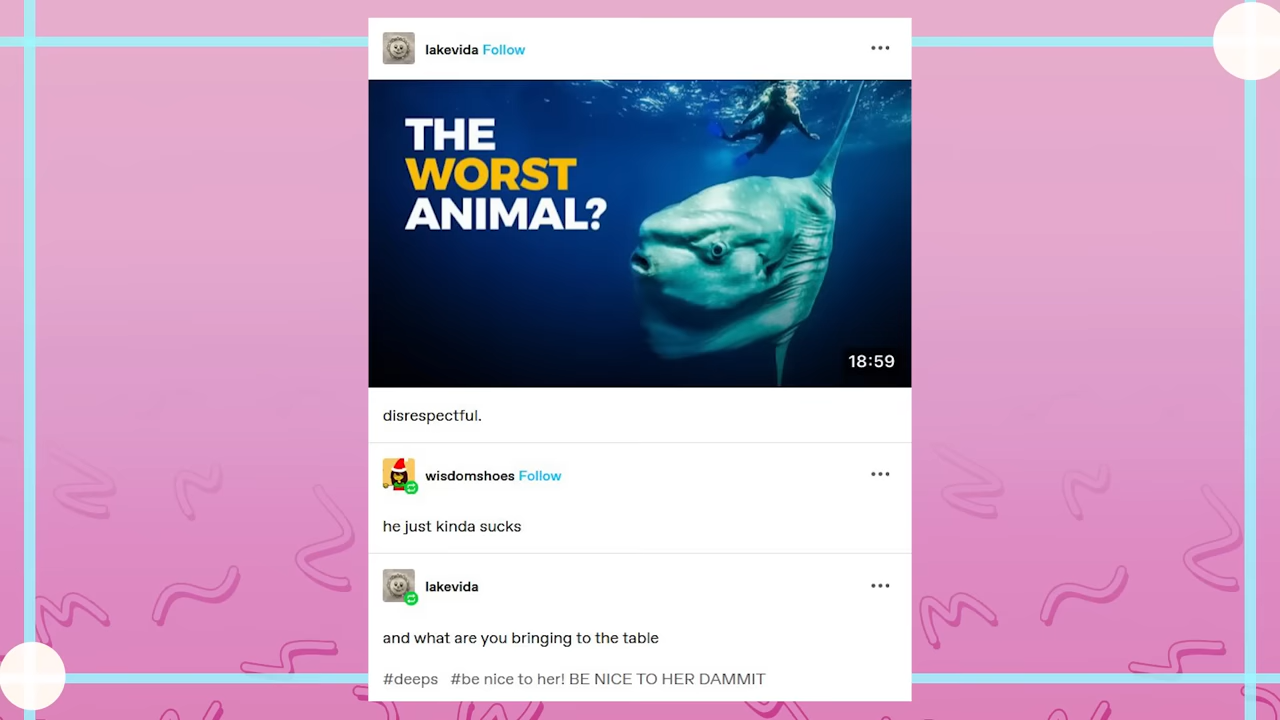 lakevida Follow
THE
WORST
ANIMAL?
18:59
disrespectful.
wisdomshoes Follow
he just kinda sucks
lakevida
and what are you bringing to the table
#deeps #be nice to her! BE NICE TO HER DAMMIT